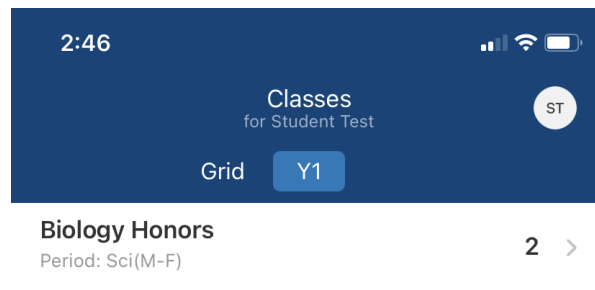 2:46
Classes
for Student Test
ST
Grid Y1
Biology Honors
2
Period: Sci(M-F)